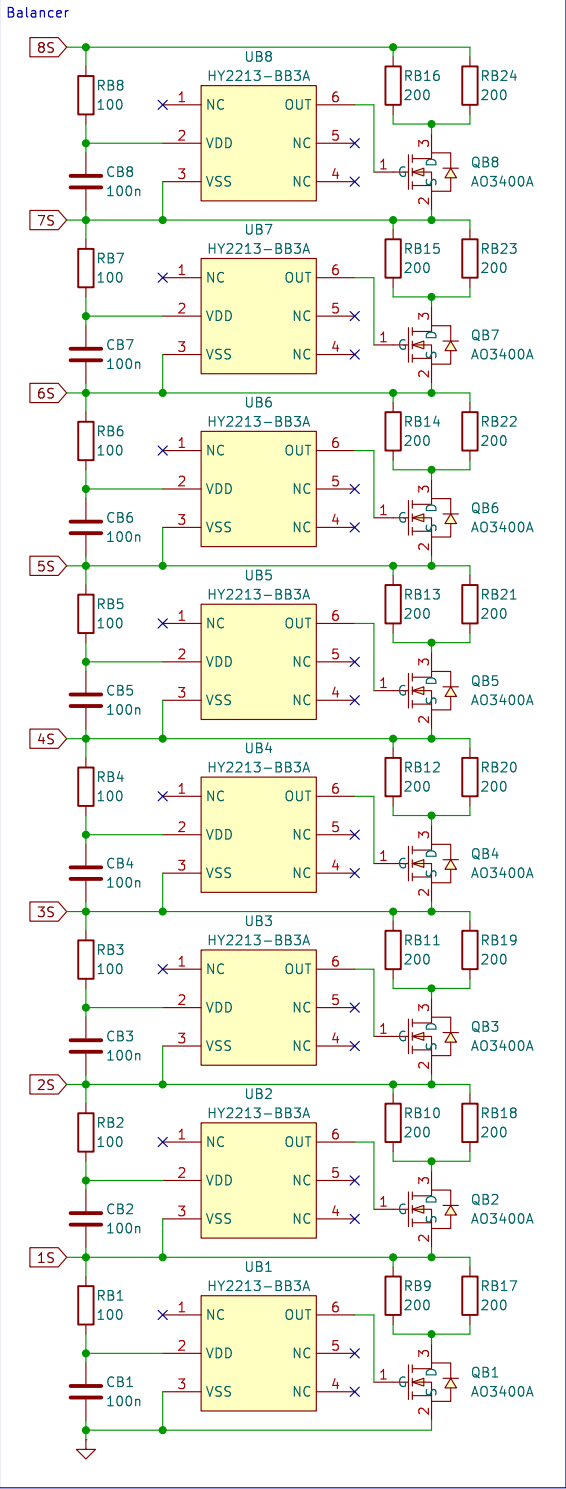 Balancer
8S
RB8
100
CB8
100n
UB8
HY2213-BB3A
1 NC
2 VDD
3 VSS
OUT 6
NC 5
NC 4
RB16
200
RB24
200
3
1 G D S
2
QB8
AO3400A
7S
RB7
100
CB7
100n
UB7
HY2213-BB3A
1 NC
2 VDD
3 VSS
OUT 6
NC 5
NC 4
RB15
200
RB23
200
3
1 G D S
2
QB7
AO3400A
6S
RB6
100
CB6
100n
UB6
HY2213-BB3A
1 NC
2 VDD
3 VSS
OUT 6
NC 5
NC 4
RB14
200
RB22
200
3
1 G D S
2
QB6
AO3400A
5S
RB5
100
CB5
100n
UB5
HY2213-BB3A
1 NC
2 VDD
3 VSS
OUT 6
NC 5
NC 4
RB13
200
RB21
200
3
1 G D S
2
QB5
AO3400A
4S
RB4
100
CB4
100n
UB4
HY2213-BB3A
1 NC
2 VDD
3 VSS
OUT 6
NC 5
NC 4
RB12
200
RB20
200
3
1 G D S
2
QB4
AO3400A
3S
RB3
100
CB3
100n
UB3
HY2213-BB3A
1 NC
2 VDD
3 VSS
OUT 6
NC 5
NC 4
RB11
200
RB19
200
3
1 G D S
2
QB3
AO3400A
2S
RB2
100
CB2
100n
UB2
HY2213-BB3A
1 NC
2 VDD
3 VSS
OUT 6
NC 5
NC 4
RB10
200
RB18
200
3
1 G D S
2
QB2
AO3400A
1S
RB1
100
CB1
100n
UB1
HY2213-BB3A
1 NC
2 VDD
3 VSS
OUT 6
NC 5
NC 4
RB9
200
RB17
200
3
1 G D S
2
QB1
AO3400A